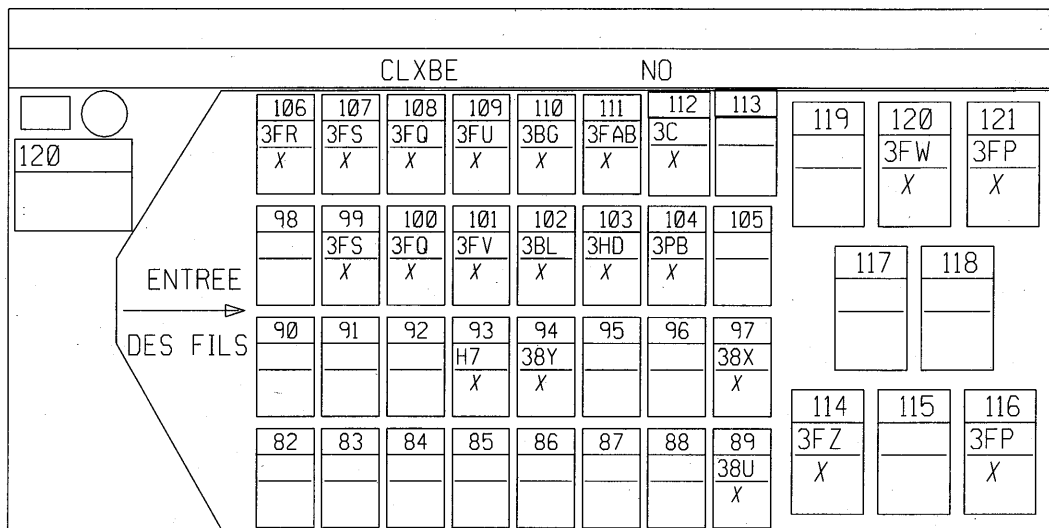 CLXBE NO
106 107 108 109 110 111 112 113
3FR 3FS 3FQ 3FU 3BG 3FAB 3C
X X X X X X X
119 120 121
3FW 3FP
X X
120
98 99 100 101 102 103 104 105
3FS 3FQ 3FV 3BL 3HD 3PB
X X X X X X
117 118
ENTREE
DES FILS
90 91 92 93 94 95 96 97
H7 38Y 38X
X X X
114 115 116
3FZ 3FP
X X
82 83 84 85 86 87 88 89
38U
X